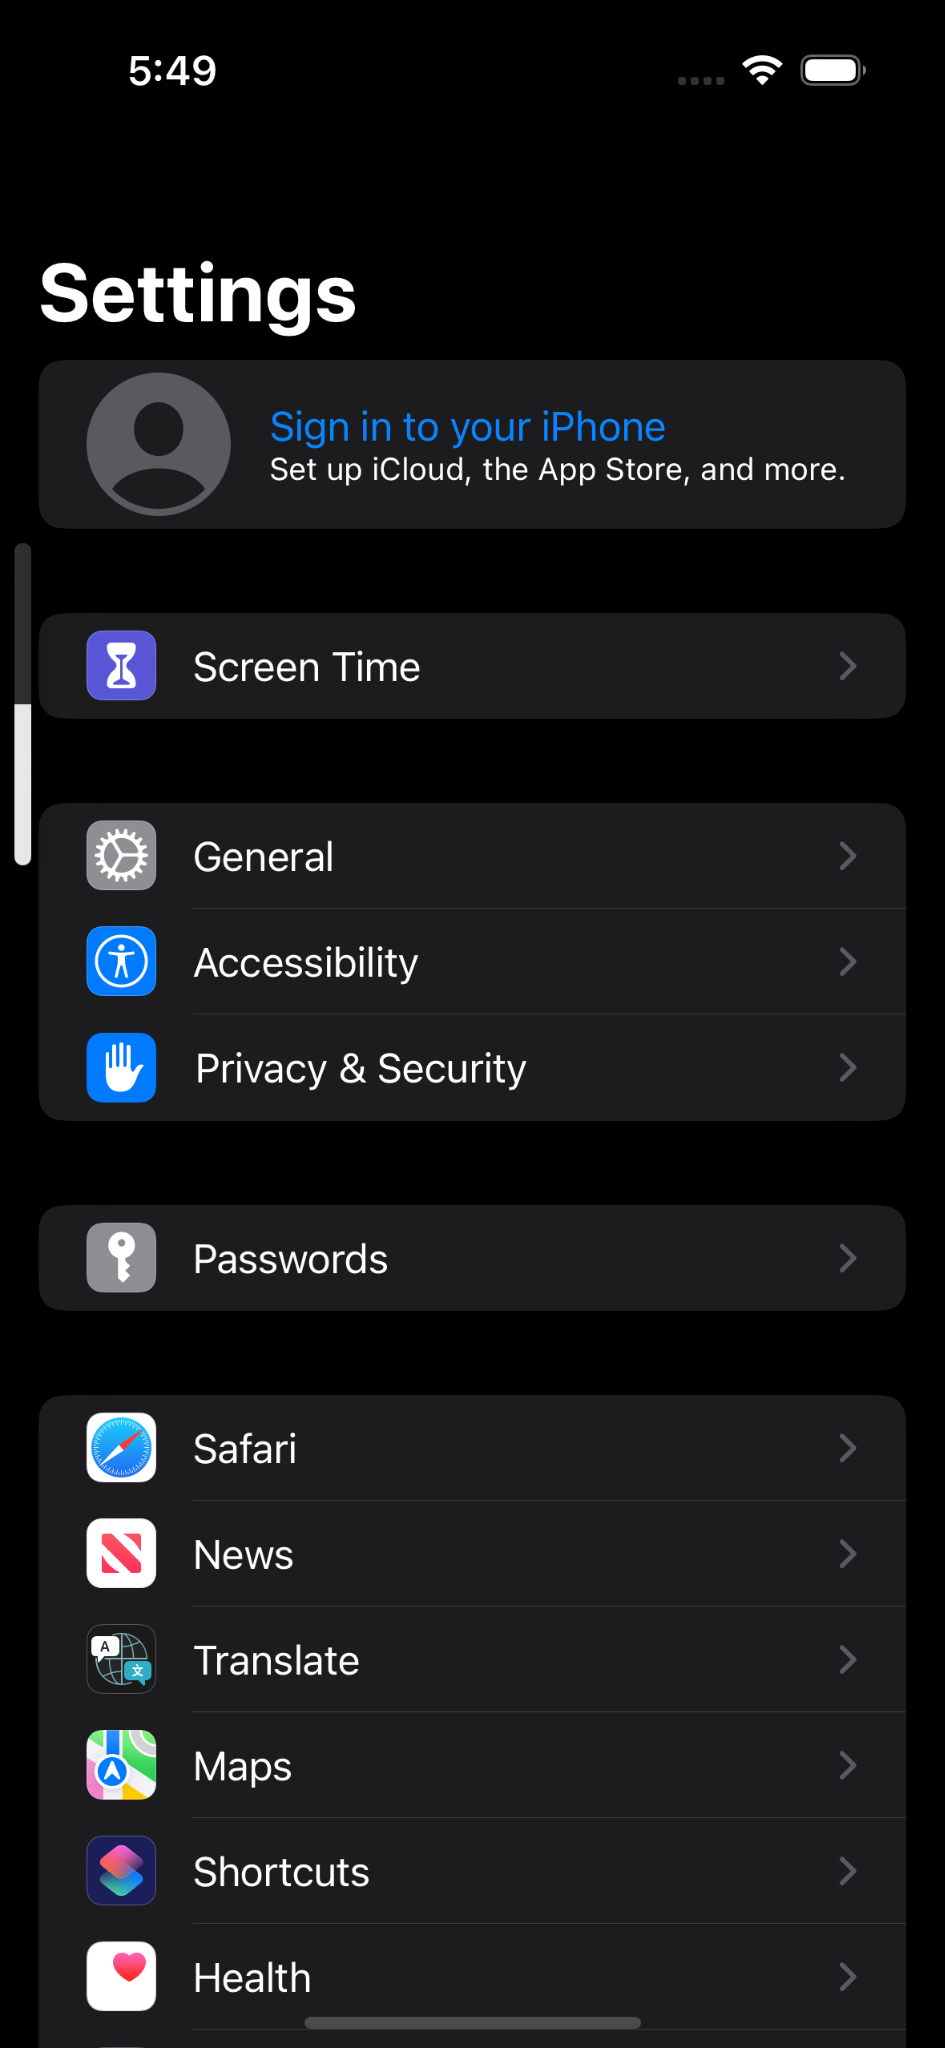 5:49
Settings
Sign in to your iPhone
Set up iCloud, the App Store, and more.
Screen Time
General
Accessibility
Privacy & Security
Passwords
Safari
News
A
文
Translate
Maps
Shortcuts
Health